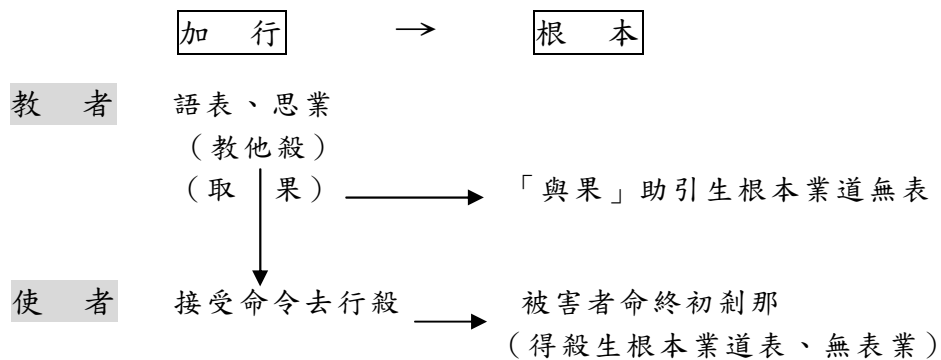 加 行 → 根 本
教 者 語表、思業
(教他殺)
(取 果) 「與果」助引生根本業道無表
使 者 接受命令去行殺 被害者命終初剎那
(得殺生根本業道表、無表業)